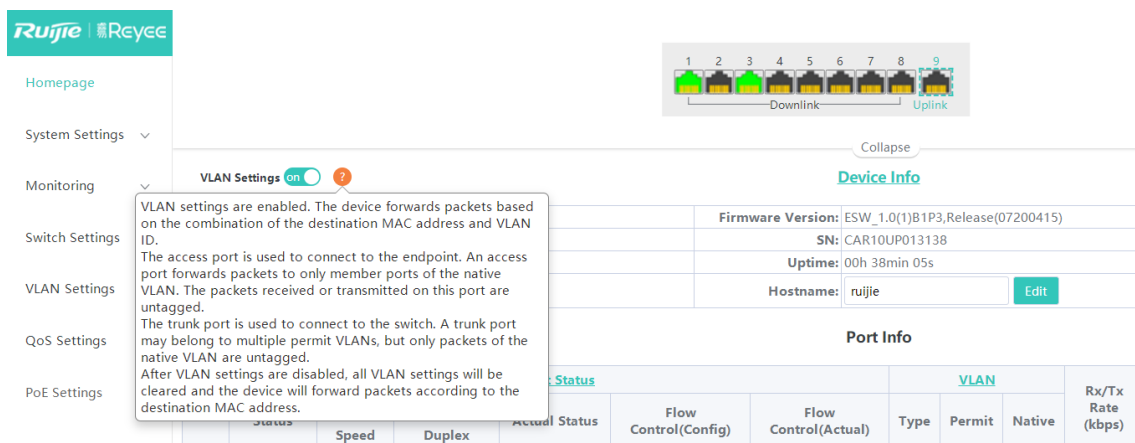 Ruijie | 易Reyee
1 2 3 4 5 6 7 8 9
Downlink
Uplink
Homepage
System Settings
Monitoring
Switch Settings
VLAN Settings
QoS Settings
PoE Settings
Collapse
VLAN Settings on ?
VLAN settings are enabled. The device forwards packets based
on the combination of the destination MAC address and VLAN
ID.
The access port is used to connect to the endpoint. An access
port forwards packets to only member ports of the native
VLAN. The packets received or transmitted on this port are
untagged.
The trunk port is used to connect to the switch. A trunk port
may belong to multiple permit VLANs, but only packets of the
native VLAN are untagged.
After VLAN settings are disabled, all VLAN settings will be
cleared and the device will forward packets according to the
destination MAC address.
Device Info
Firmware Version: ESW_1.0(1)B1P3,Release(07200415)
SN: CAR10UP013138
Uptime: 00h 38min 05s
Hostname: ruijie Edit
Port Info
Status
VLAN
Rx/Tx
Rate
(kbps)
Status
Speed
Duplex
Actual Status
Flow
Control(Config)
Flow
Control(Actual)
Type
Permit
Native